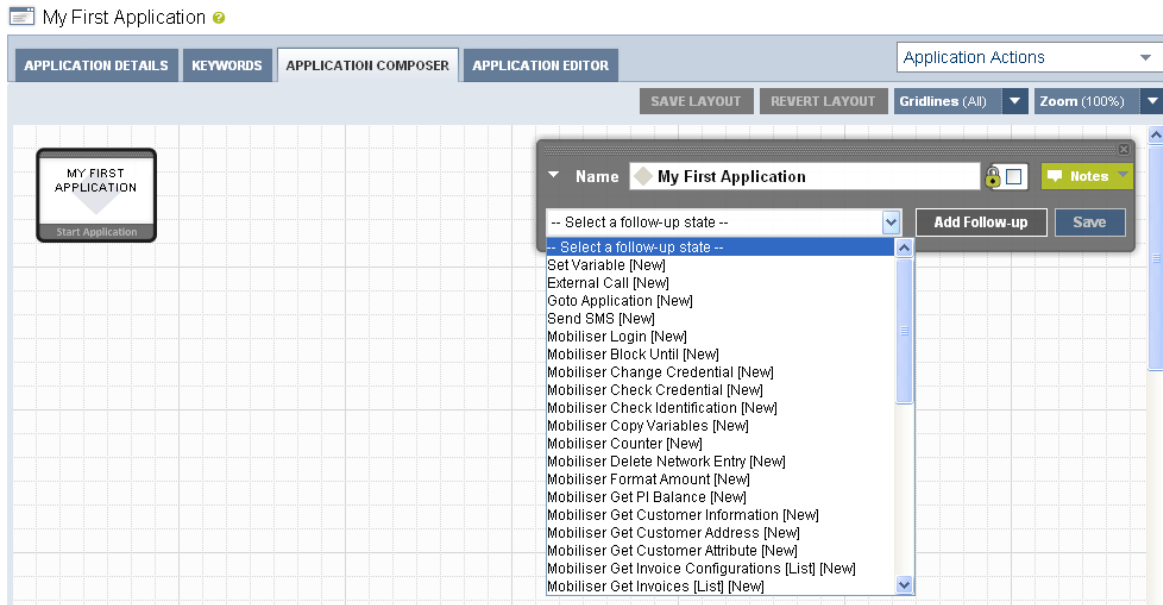 My First Application
APPLICATION DETAILS
KEYWORDS
APPLICATION COMPOSER
APPLICATION EDITOR
Application Actions
SAVE LAYOUT
REVERT LAYOUT
Gridlines (All)
Zoom (100%)
MY FIRST
APPLICATION
Start Application
Name
My First Application
Notes
-- Select a follow-up state --
Add Follow-up
Save
-- Select a follow-up state --
Set Variable [New]
External Call [New]
Goto Application [New]
Send SMS [New]
Mobiliser Login [New]
Mobiliser Block Until [New]
Mobiliser Change Credential [New]
Mobiliser Check Credential [New]
Mobiliser Check Identification [New]
Mobiliser Copy Variables [New]
Mobiliser Counter [New]
Mobiliser Delete Network Entry [New]
Mobiliser Format Amount [New]
Mobiliser Get PI Balance [New]
Mobiliser Get Customer Information [New]
Mobiliser Get Customer Address [New]
Mobiliser Get Customer Attribute [New]
Mobiliser Get Invoice Configurations [List] [New]
Mobiliser Get Invoices [List] [New]